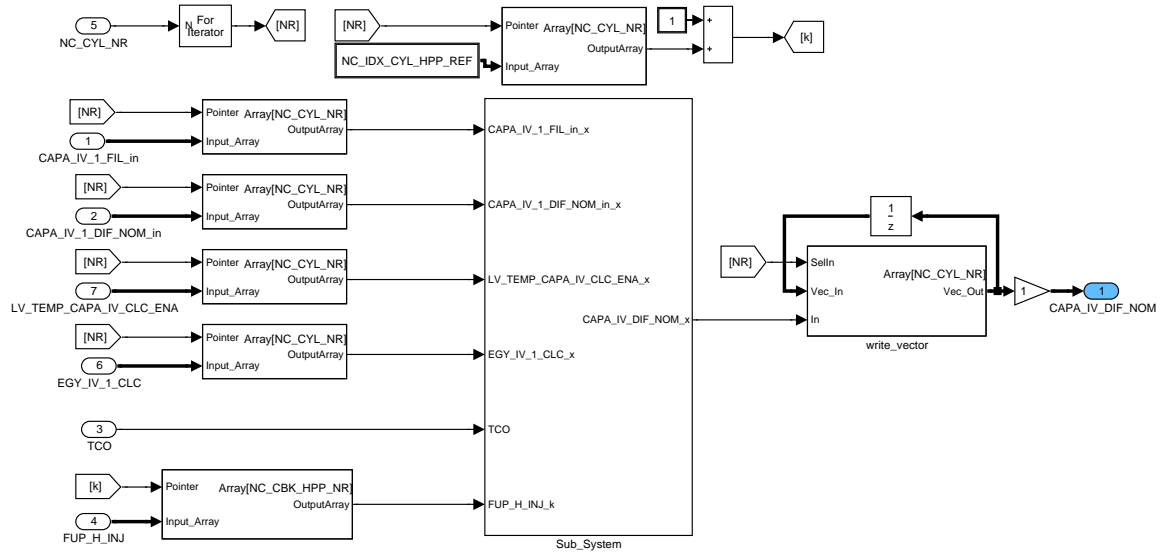 5
NC_CYL_NR
N
For
Iterator
[NR]
[NR]
NC_IDX_CYL_HPP_REF
Pointer
Array[NC_CYL_NR]
OutputArray
Input_Array
1
+
+
[k]
[NR]
1
CAPA_IV_1_FIL_in
Pointer
Array[NC_CYL_NR]
OutputArray
Input_Array
[NR]
2
CAPA_IV_1_DIF_NOM_in
Pointer
Array[NC_CYL_NR]
OutputArray
Input_Array
[NR]
7
LV_TEMP_CAPA_IV_CLC_ENA
Pointer
Array[NC_CYL_NR]
OutputArray
Input_Array
[NR]
6
EGY_IV_1_CLC
Pointer
Array[NC_CYL_NR]
OutputArray
Input_Array
3
TCO
[k]
4
FUP_H_INJ
Pointer
Array[NC_CBK_HPP_NR]
OutputArray
Input_Array
CAPA_IV_1_FIL_in_x
CAPA_IV_1_DIF_NOM_in_x
LV_TEMP_CAPA_IV_CLC_ENA_x
CAPA_IV_DIF_NOM_x
EGY_IV_1_CLC_x
TCO
FUP_H_INJ_k
Sub_System
1
z
[NR]
SelIn
Array[NC_CYL_NR]
Vec_In
Vec_Out
In
write_vector
1
1
CAPA_IV_DIF_NOM